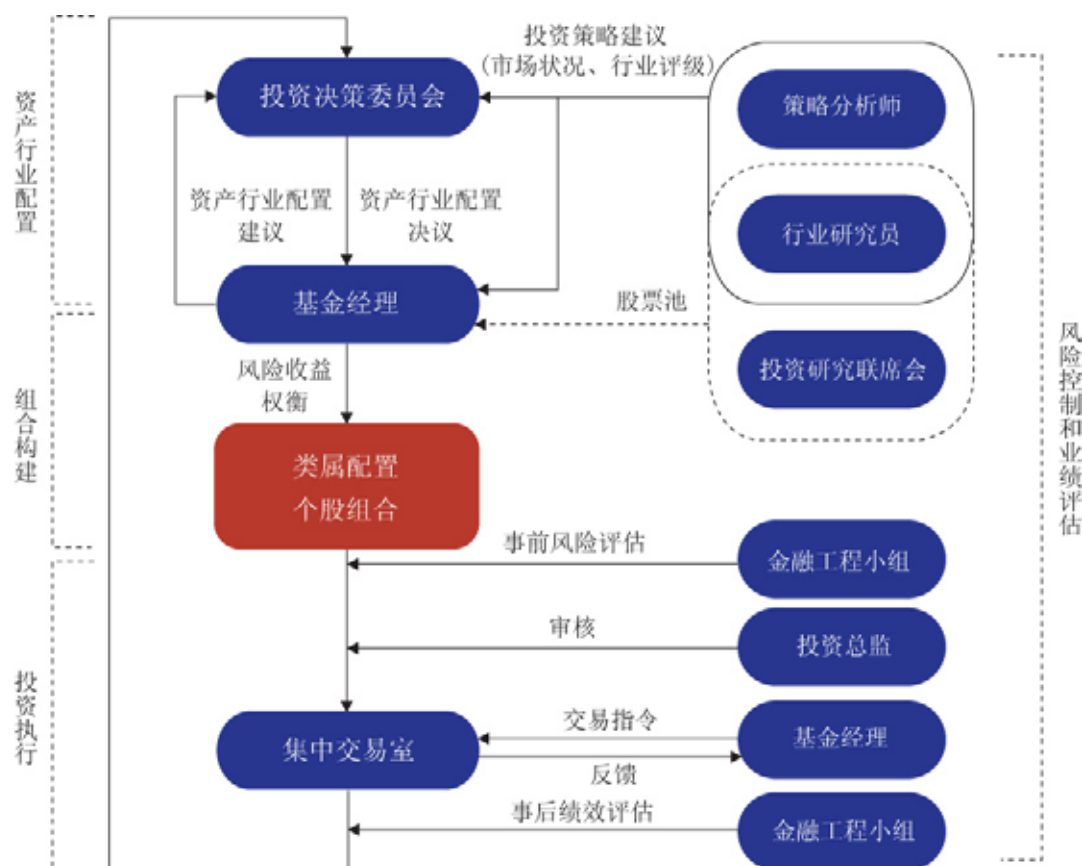 投资策略建议
(市场状况、行业评级)
投资决策委员会
策略分析师
资产行业配置
资产行业配置
建议
资产行业配置
决议
行业研究员
基金经理
股票池
投资研究联席会
风险收益
权衡
组合构建
类属配置
个股组合
风险控制和业绩评估
事前风险评估
金融工程小组
审核
投资总监
投资执行
集中交易室
交易指令
反馈
基金经理
事后绩效评估
金融工程小组